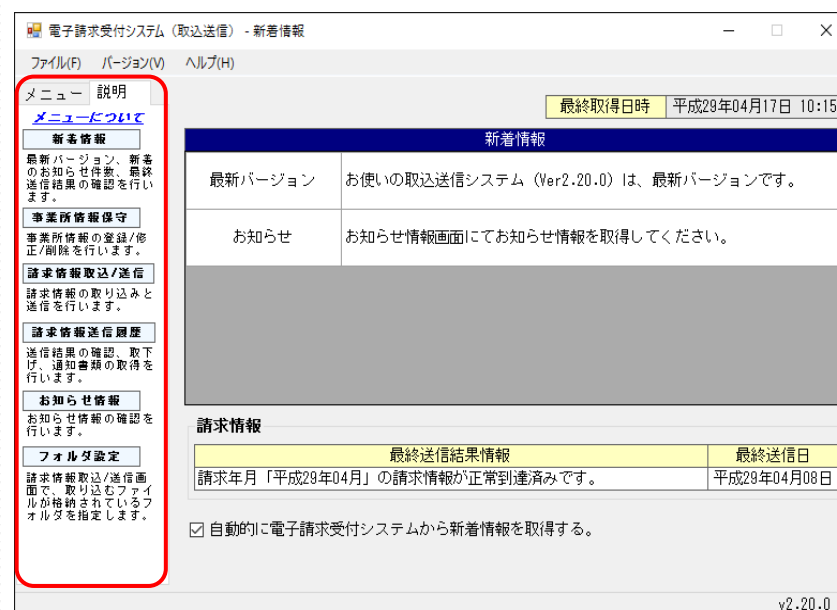 電子請求受付システム（取込送信） - 新着情報
ファイル(F) バージョン(V) ヘルプ(H)
メニュー 説明
メニューについて
新着情報
最新バージョン、新着
のお知らせ件数、最終
送信結果の確認を行い
ます。
事業所情報保守
事業所情報の登録/修
正/削除を行います。
請求情報取込/送信
請求情報の取り込みと
送信を行います。
請求情報送信履歴
送信結果の確認、取下
げ、通知書類の取得を
行います。
お知らせ情報
お知らせ情報の確認を
行います。
フォルダ設定
請求情報取込/送信画
面で、取り込むファイ
ルが格納されているフ
ォルダを指定します。
最終取得日時 平成29年04月17日 10:15
新着情報
最新バージョン お使いの取込送信システム（Ver2.20.0）は、最新バージョンです。
お知らせ お知らせ情報画面にてお知らせ情報を取得してください。
請求情報
最終送信結果情報 最終送信日
請求年月「平成29年04月」の請求情報が正常到達済みです。 平成29年04月08日
自動的に電子請求受付システムから新着情報を取得する。
v2.20.0